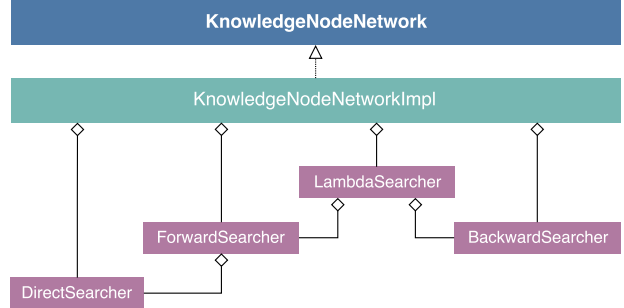 KnowledgeNodeNetwork
KnowledgeNodeNetworkImpl
LambdaSearcher
ForwardSearcher
BackwardSearcher
DirectSearcher